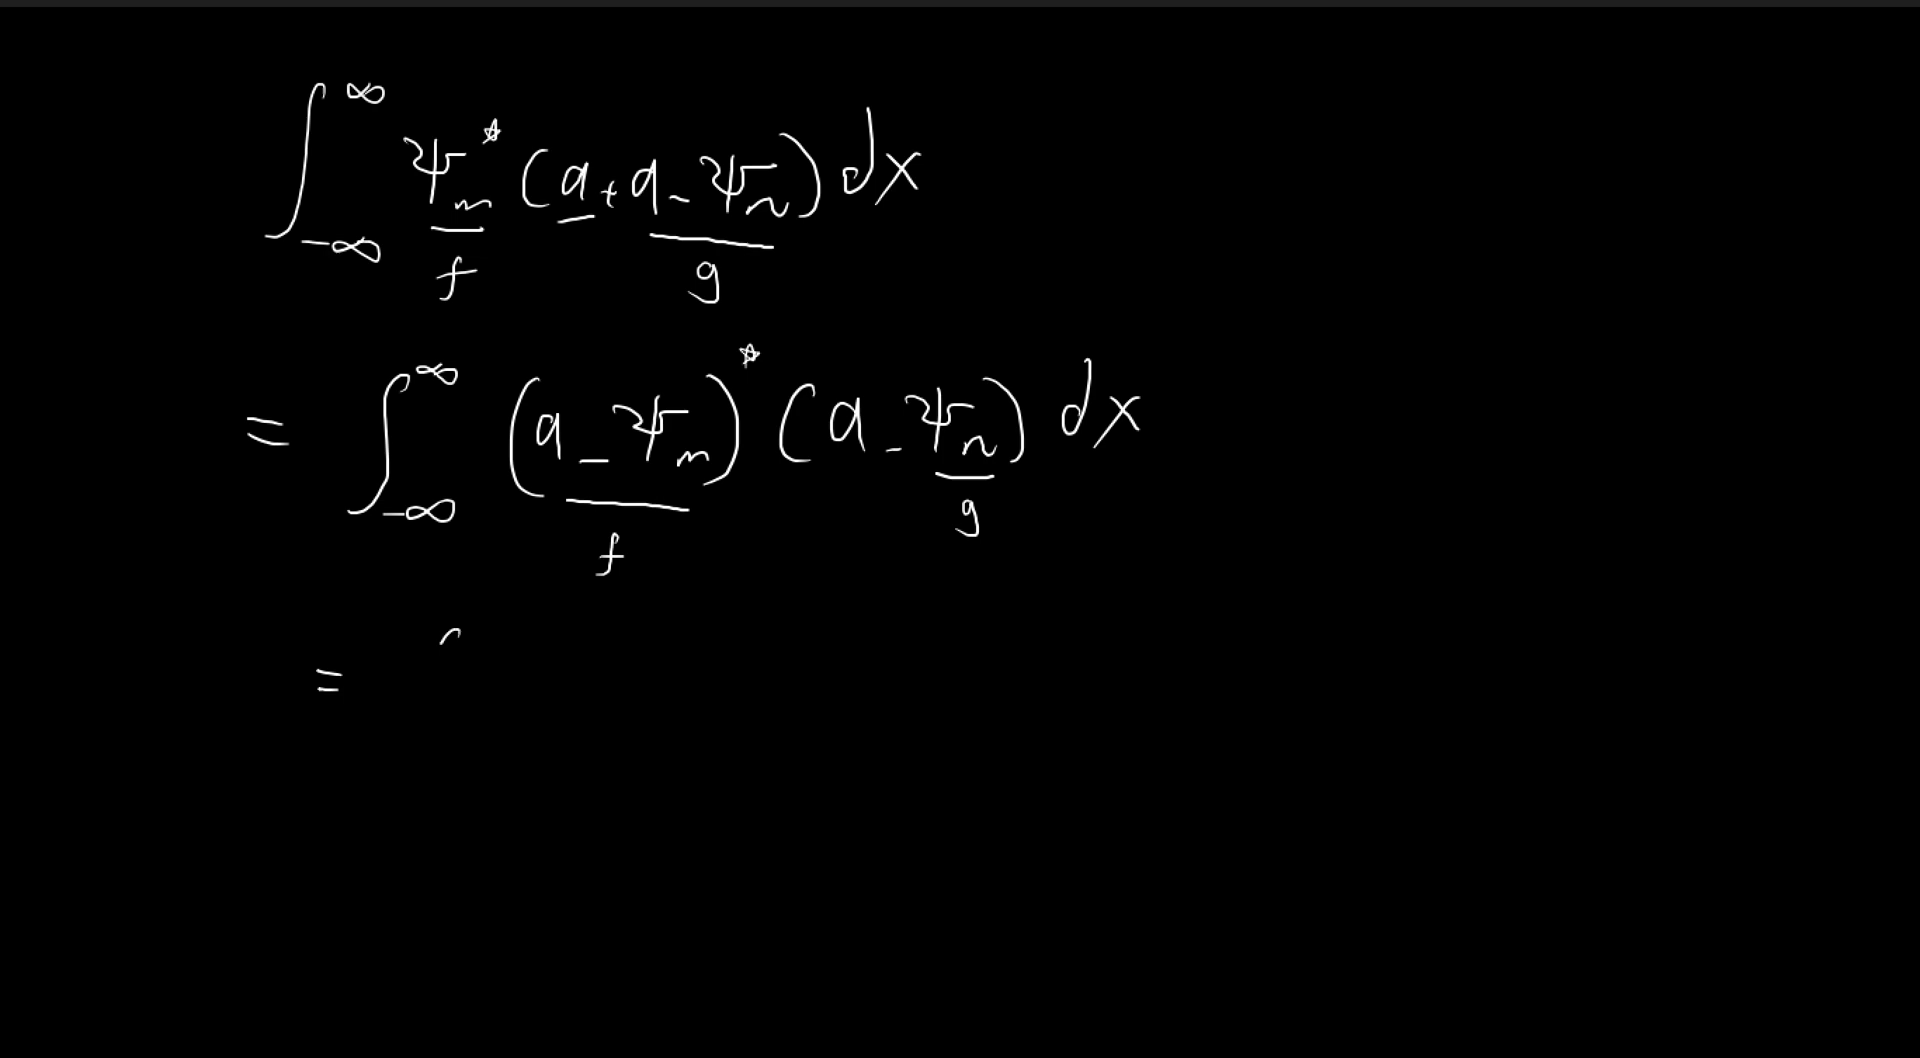 ∫_{-∞}^{∞} ψ_m^* (a_+ a_- ψ_n) dx
f g
= ∫_{-∞}^{∞} (a_- ψ_m)^* (a_- ψ_n) dx
f g
=